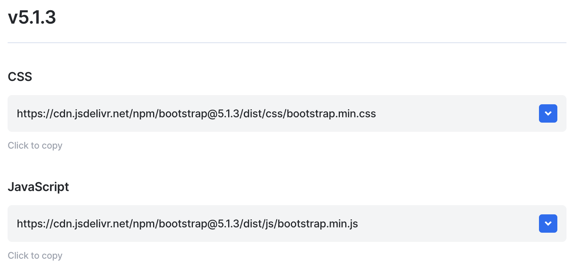 v5.1.3
CSS
https://cdn.jsdelivr.net/npm/bootstrap@5.1.3/dist/css/bootstrap.min.css
Click to copy
JavaScript
https://cdn.jsdelivr.net/npm/bootstrap@5.1.3/dist/js/bootstrap.min.js
Click to copy